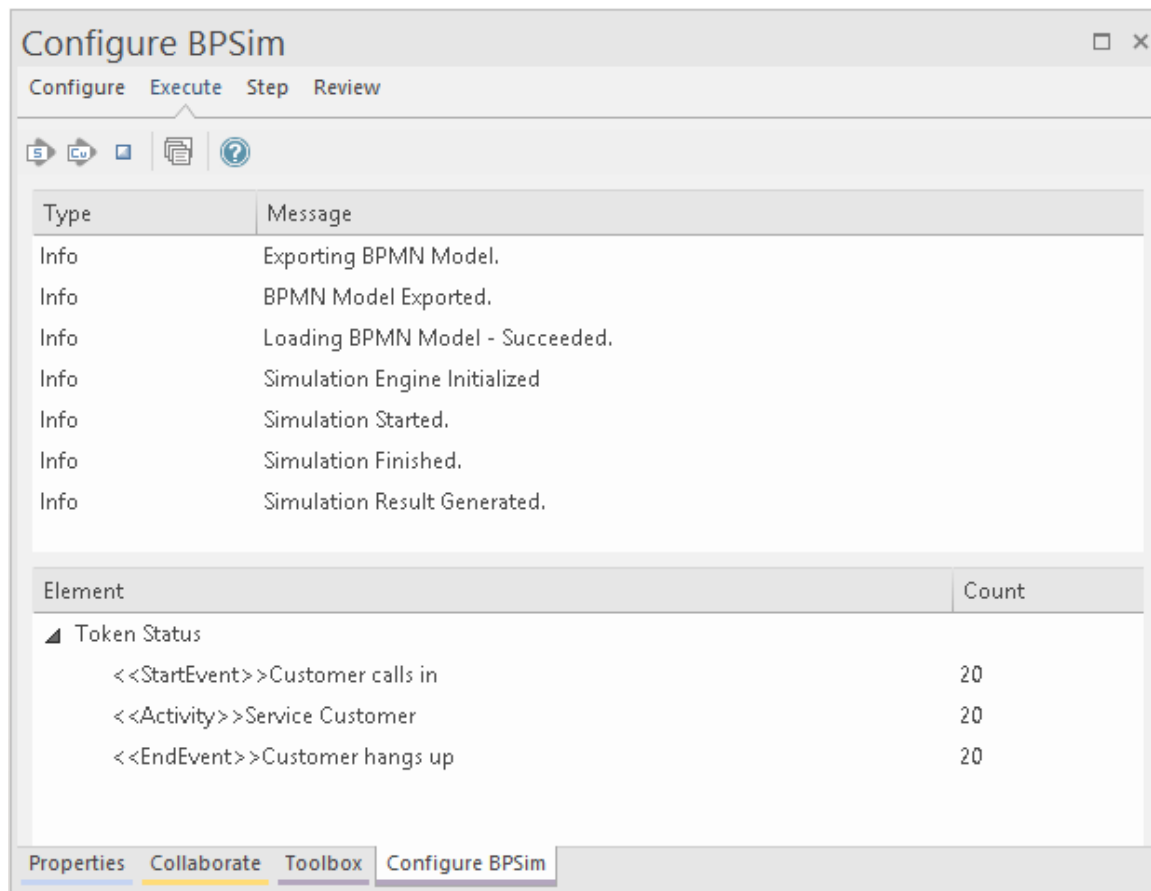 Configure BPSim
Configure Execute Step Review
S Cu ?
Type Message
Info Exporting BPMN Model.
Info BPMN Model Exported.
Info Loading BPMN Model - Succeeded.
Info Simulation Engine Initialized
Info Simulation Started.
Info Simulation Finished.
Info Simulation Result Generated.
Element Count
Token Status
<<StartEvent>>Customer calls in 20
<<Activity>>Service Customer 20
<<EndEvent>>Customer hangs up 20
Properties Collaborate Toolbox Configure BPSim